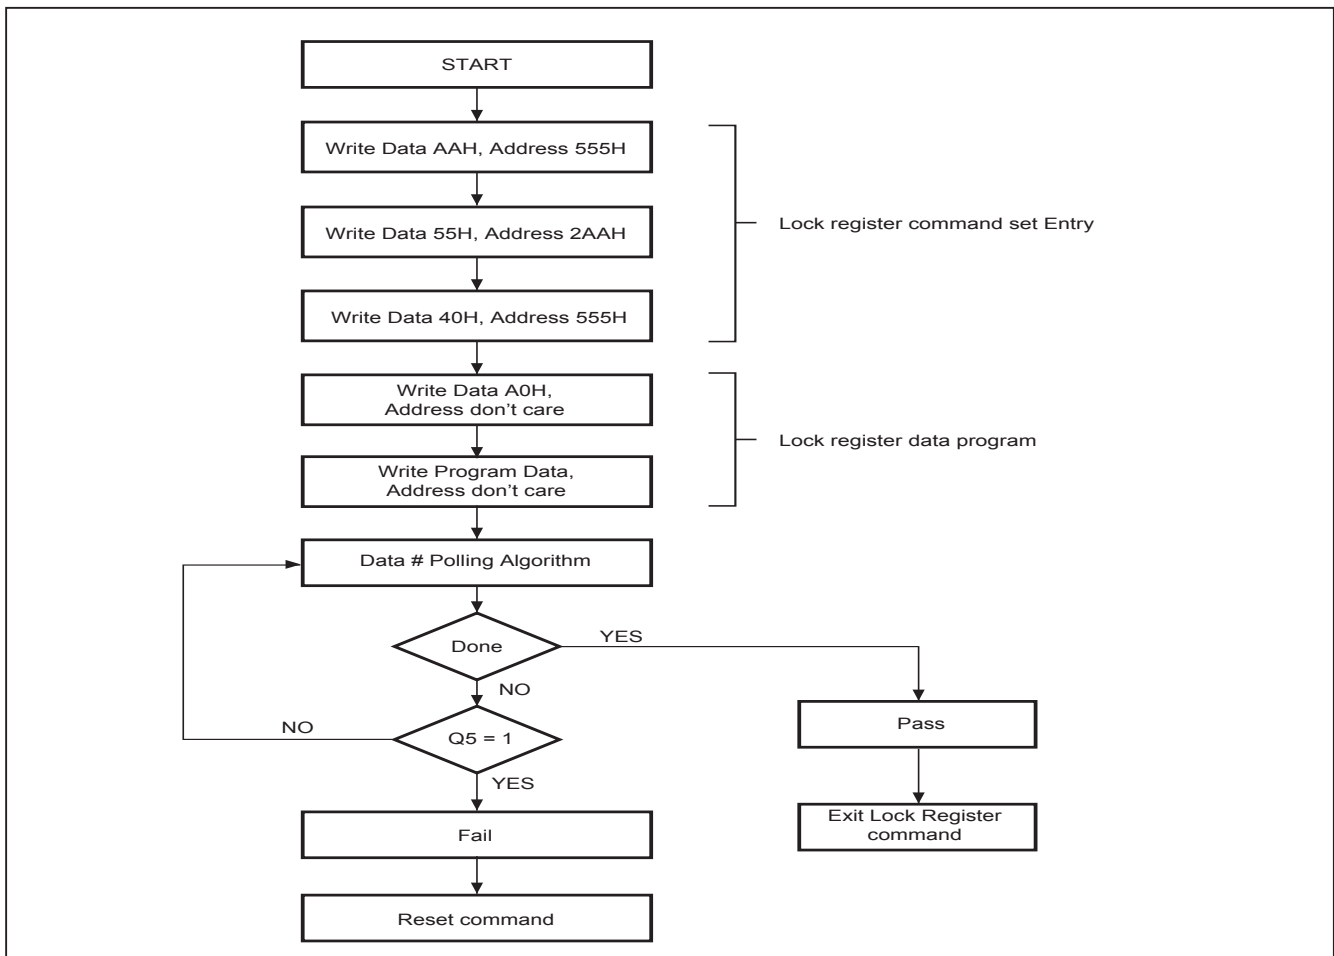 START
Write Data AAH, Address 555H
Write Data 55H, Address 2AAH
Lock register command set Entry
Write Data 40H, Address 555H
Write Data A0H,
Address don't care
Lock register data program
Write Program Data,
Address don't care
Data # Polling Algorithm
Done
YES
NO
Q5 = 1
NO
YES
Pass
Fail
Exit Lock Register
command
Reset command